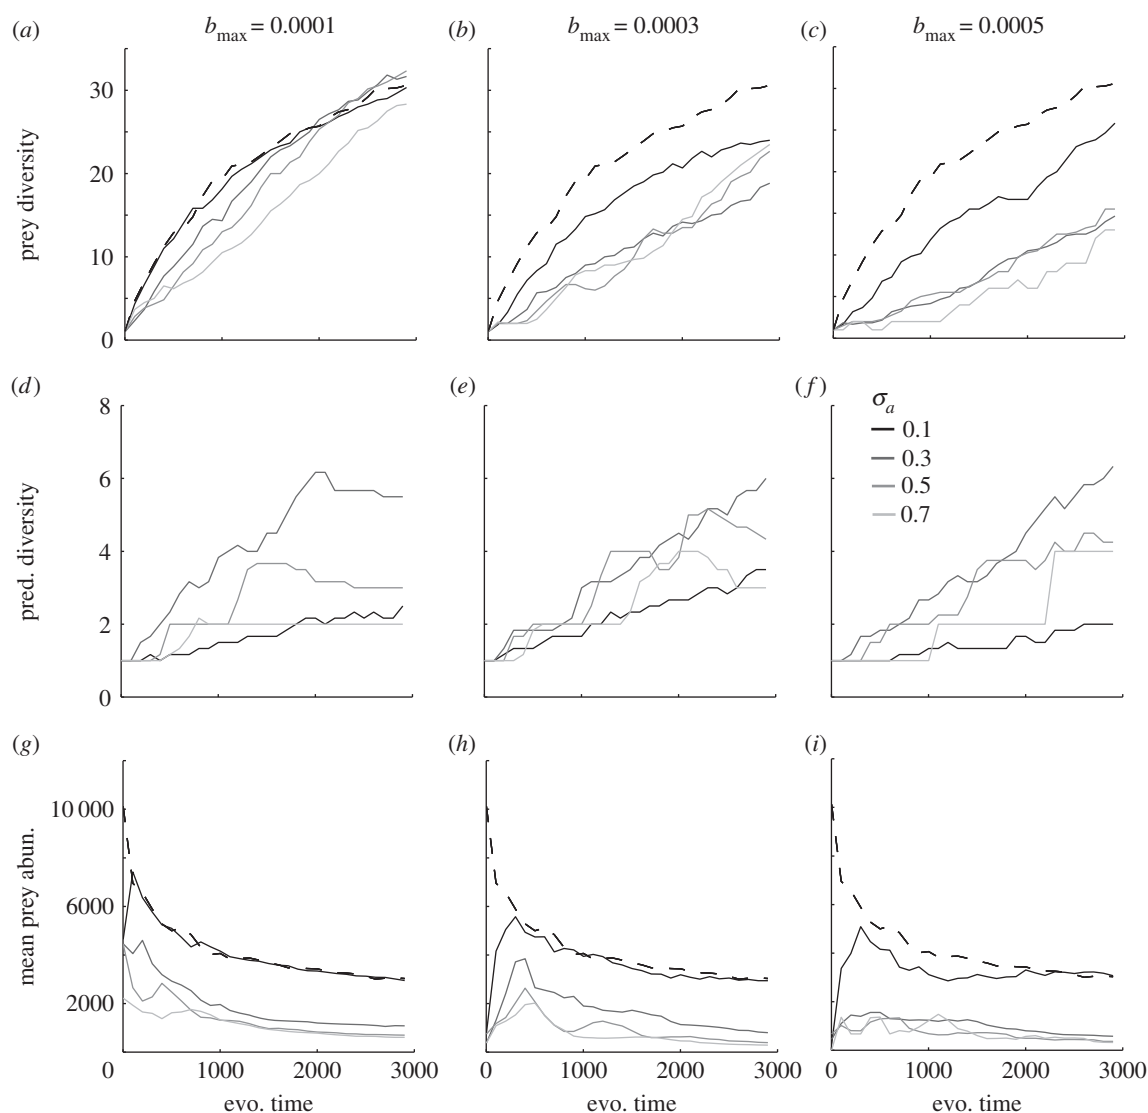 (a) b_max = 0.0001 (b) b_max = 0.0003 (c) b_max = 0.0005
30
20
10
0
prey diversity
(d) (e) (f)
8
6
4
2
0
pred. diversity
σ_a
0.1
0.3
0.5
0.7
(g) (h) (i)
10 000
6000
2000
mean prey abun.
0 1000 2000 3000 0 1000 2000 3000 0 1000 2000 3000
evo. time evo. time evo. time